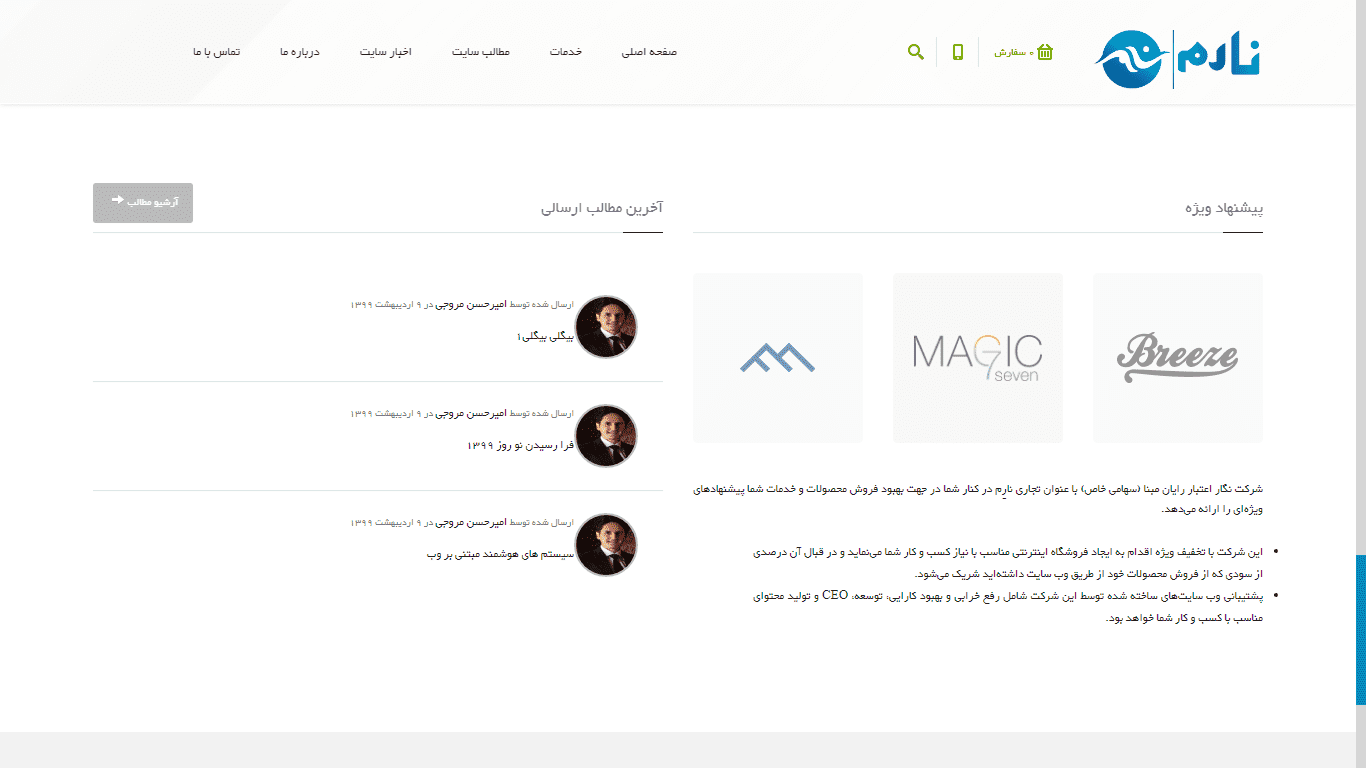 نارم
۰ سفارش
صفحه اصلی
خدمات
مطالب سایت
اخبار سایت
درباره ما
تماس با ما
پیشنهاد ویژه
Breeze
MAGIC
7
seven
شرکت نگار اعتبار رایان مبنا (سهامی خاص) با عنوان تجاری نارِم در کنار شما در جهت بهبود فروش محصولات و خدمات شما پیشنهادهای
ویژه‌ای را ارائه می‌دهد.
این شرکت با تخفیف ویژه اقدام به ایجاد فروشگاه اینترنتی مناسب با نیاز کسب و کار شما می‌نماید و در قبال آن درصدی
از سودی که از فروش محصولات خود از طریق وب سایت داشته‌اید شریک می‌شود.
پشتیبانی وب سایت‌های ساخته شده توسط این شرکت شامل رفع خرابی و بهبود کارایی، توسعه، CEO و تولید محتوای
مناسب با کسب و کار شما خواهد بود.
آخرین مطالب ارسالی
آرشیو مطالب
ارسال شده توسط امیرحسن مروجی در ۹ اردیبهشت ۱۳۹۹
بیگلی بیگلی۱
ارسال شده توسط امیرحسن مروجی در ۹ اردیبهشت ۱۳۹۹
فرا رسیدن نو روز ۱۳۹۹
ارسال شده توسط امیرحسن مروجی در ۹ اردیبهشت ۱۳۹۹
سیستم های هوشمند مبتنی بر وب